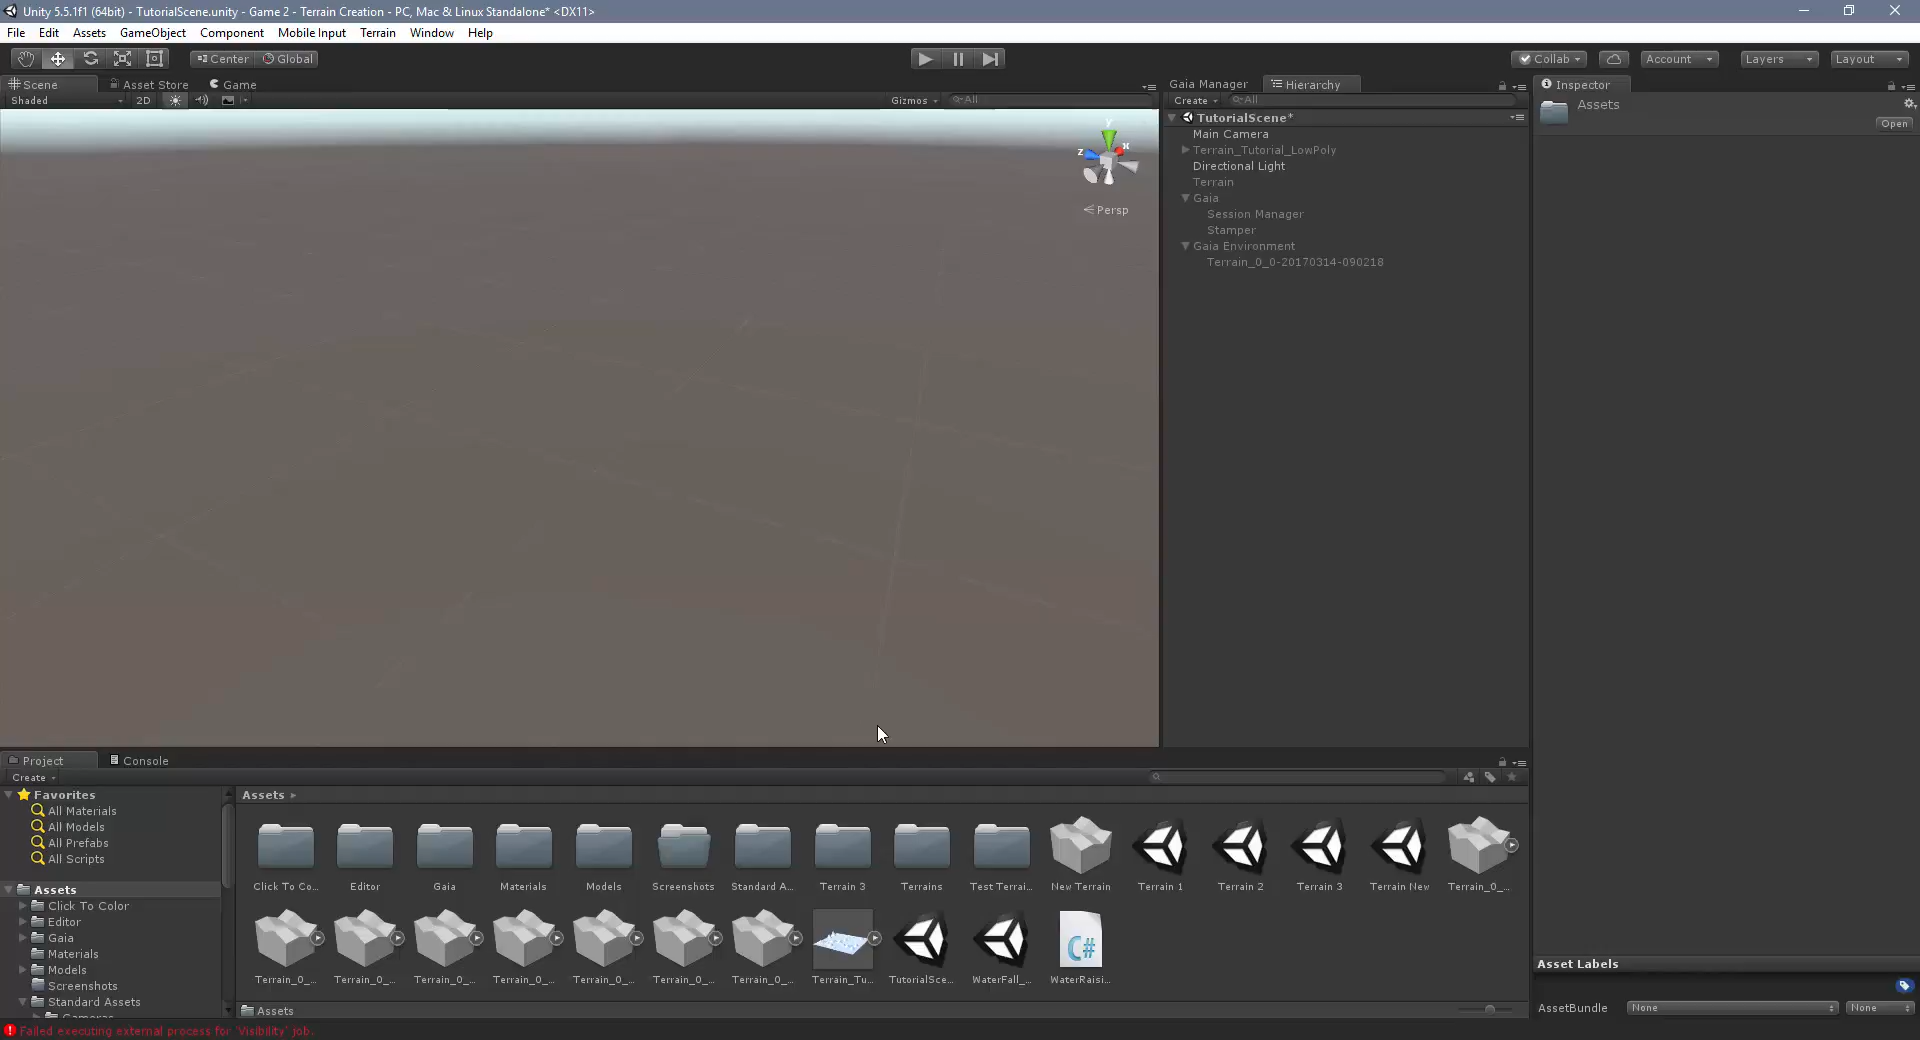 Unity 5.5.1f1 (64bit) - TutorialScene.unity - Game 2 - Terrain Creation - PC, Mac & Linux Standalone* <DX11>
File Edit Assets GameObject Component Mobile Input Terrain Window Help
Center Global Collab Account Layers Layout
Scene Asset Store Game
Shaded 2D Gizmos All
y
x
z
Persp
Gaia Manager Hierarchy
Create All
TutorialScene*
Main Camera
Terrain_Tutorial_LowPoly
Directional Light
Terrain
Gaia
Session Manager
Stamper
Gaia Environment
Terrain_0_0-20170314-090218
Inspector
Assets
Open
Project Console
Create
Favorites
All Materials
All Models
All Prefabs
All Scripts
Assets
Click To Color
Editor
Gaia
Materials
Models
Screenshots
Standard Assets
Cameras
Assets
Click To Co... Editor Gaia Materials Models Screenshots Standard A... Terrain 3 Terrains Test Terrai... New Terrain Terrain 1 Terrain 2 Terrain 3 Terrain New Terrain_0_...
Terrain_0_... Terrain_0_... Terrain_0_... Terrain_0_... Terrain_0_... Terrain_0_... Terrain_0_... Terrain_Tu... TutorialSce... WaterFall_... WaterRaisi...
C#
Assets
Asset Labels
AssetBundle None None
Failed executing external process for 'Visibility' job.